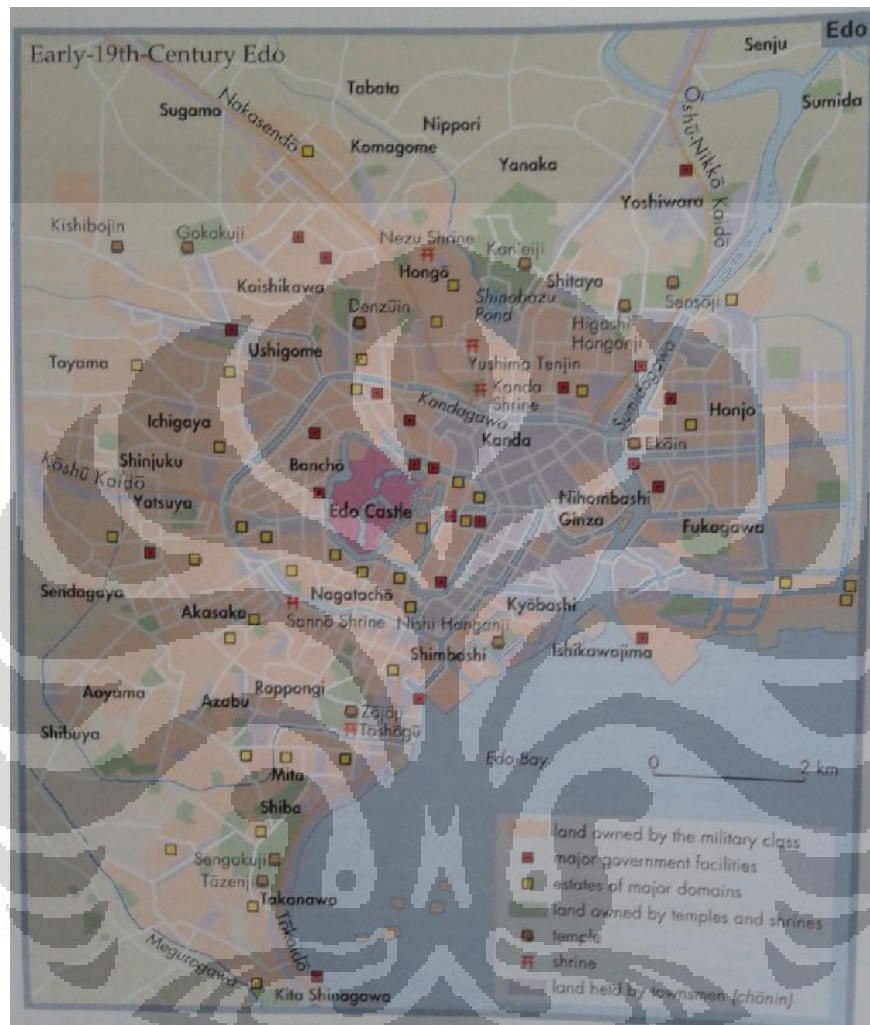 Edo
Early-19th-Century Edo
Senju
Tabata
Sugamo
Nakasendō
Nippori
Sumida
Komagome
Yanaka
Ōshū-Nikkō Kaidō
Yoshiwara
Kishibojin
Gokokuji
Nezu Shrine
Kan'eiji
Hongō
Koishikawa
Shitaya
Shinobazu
Pond
Sensōji
Denzūin
Higashi
Honganji
Ushigome
Toyama
Yushima Tenjin
Sumidagawa
Kanda
Shrine
Kandagawa
Honjo
Ichigaya
Kanda
Ekōin
Shinjuku
Banchō
Kōshū Kaidō
Yotsuya
Edo Castle
Nihombashi
Ginza
Fukagawa
Sendagaya
Nagatachō
Kyōbashi
Akasaka
Sannō Shrine
Nishi Honganji
Shimbashi
Ishikawajima
Aoyama
Roppongi
Azabu
Zōjōji
Tōshōgū
Shibuya
Edo Bay
0 2 km
Mita
Shiba
land owned by the military class
major government facilities
Sengakuji
estates of major domains
Tōzenji
Takanawa
land owned by temples and shrines
temple
Tōkaidō
shrine
Megurogawa
Kita Shinagawa
land held by townsmen (chōnin)